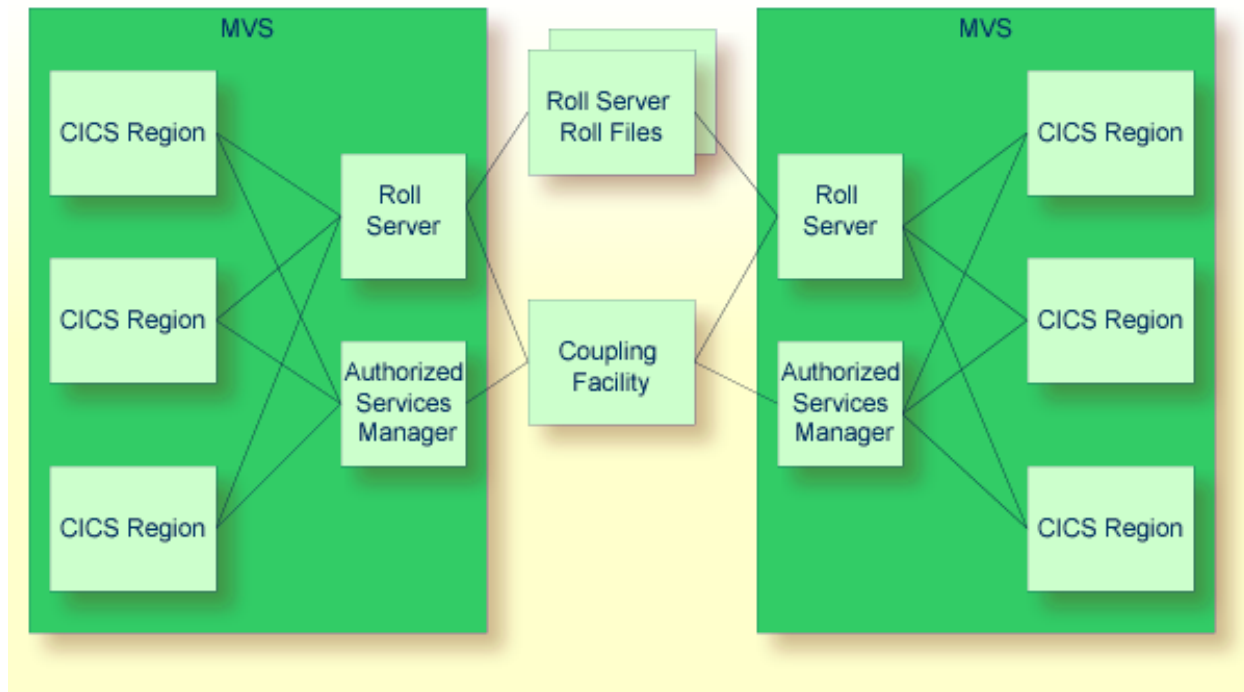 MVS
CICS Region
CICS Region
CICS Region
Roll
Server
Authorized
Services
Manager
Roll Server
Roll Files
Coupling
Facility
MVS
Roll
Server
Authorized
Services
Manager
CICS Region
CICS Region
CICS Region